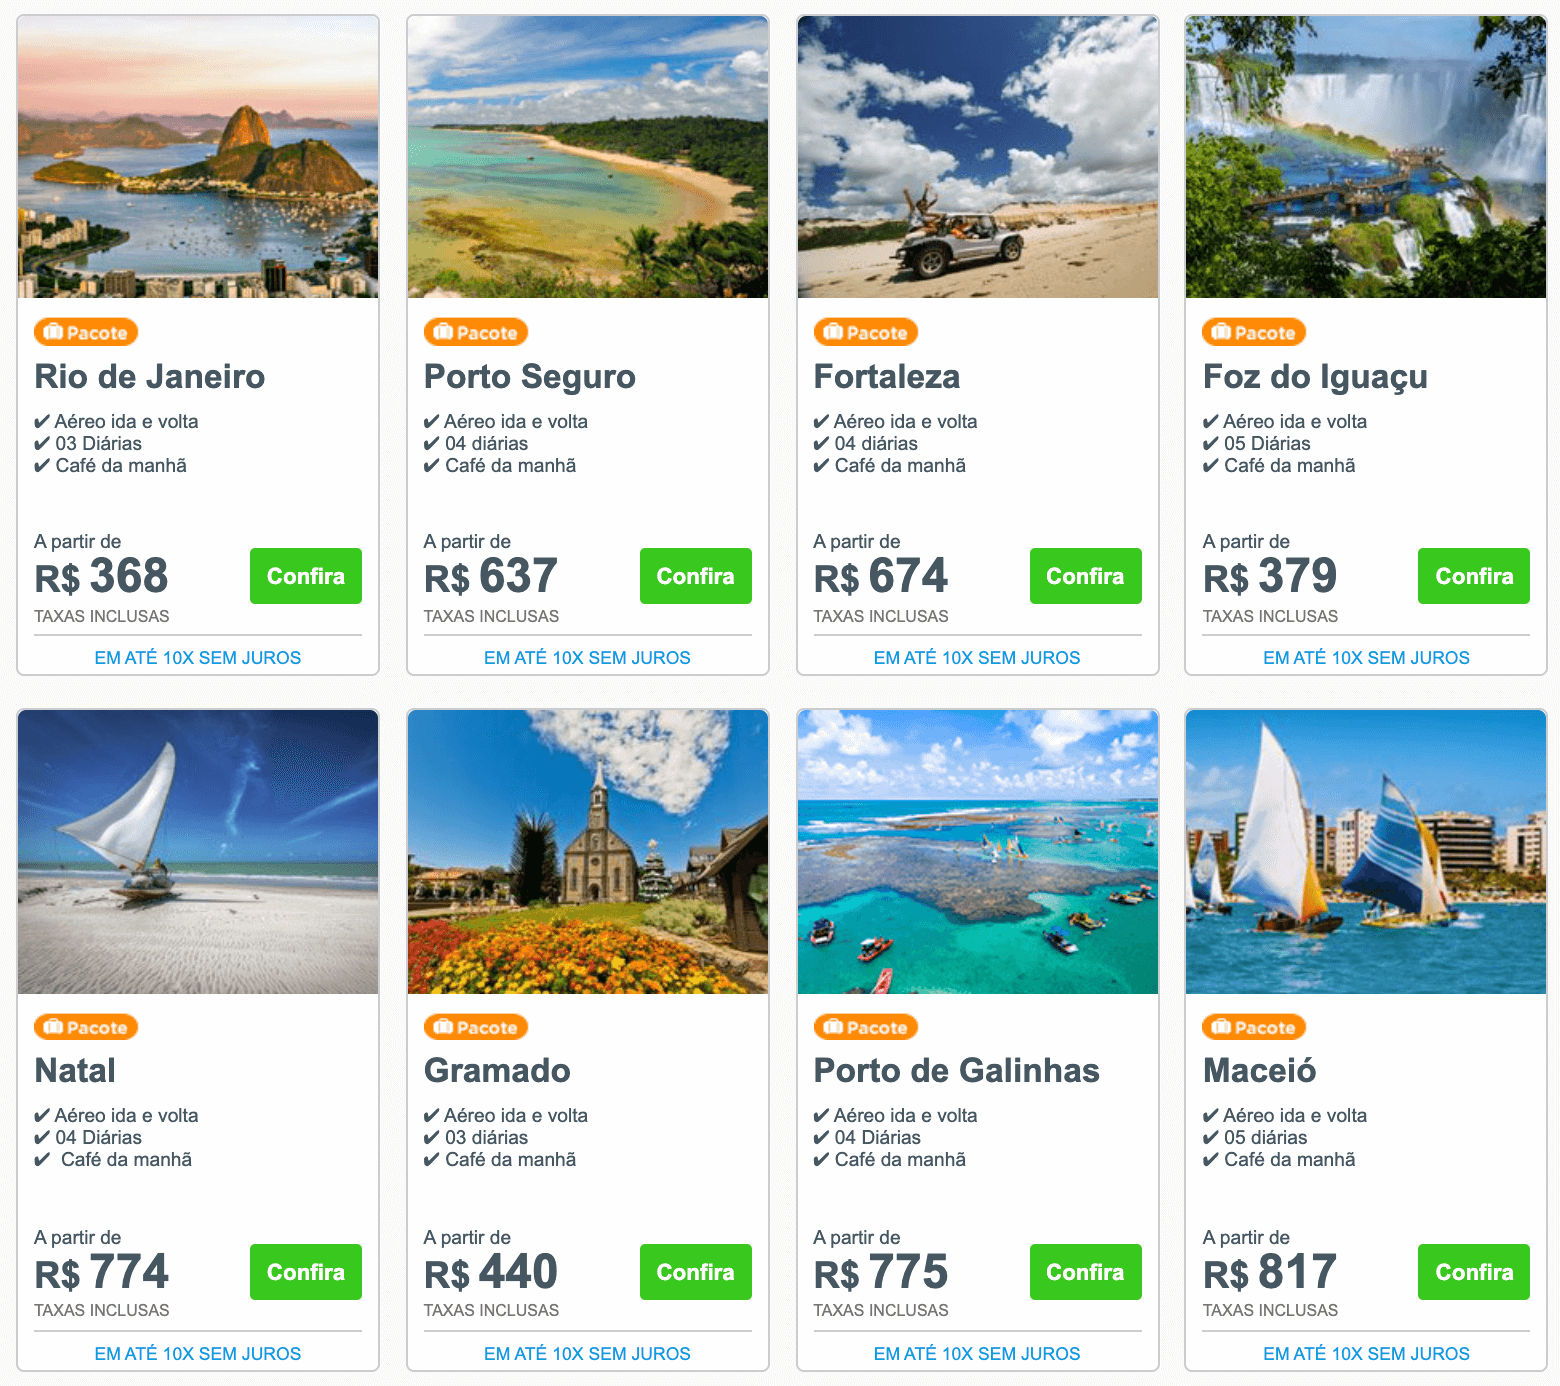 Pacote
Rio de Janeiro
✔ Aéreo ida e volta
✔ 03 Diárias
✔ Café da manhã
A partir de
R$ 368
Confira
TAXAS INCLUSAS
EM ATÉ 10X SEM JUROS
Pacote
Porto Seguro
✔ Aéreo ida e volta
✔ 04 diárias
✔ Café da manhã
A partir de
R$ 637
Confira
TAXAS INCLUSAS
EM ATÉ 10X SEM JUROS
Pacote
Fortaleza
✔ Aéreo ida e volta
✔ 04 diárias
✔ Café da manhã
A partir de
R$ 674
Confira
TAXAS INCLUSAS
EM ATÉ 10X SEM JUROS
Pacote
Foz do Iguaçu
✔ Aéreo ida e volta
✔ 05 Diárias
✔ Café da manhã
A partir de
R$ 379
Confira
TAXAS INCLUSAS
EM ATÉ 10X SEM JUROS
Pacote
Natal
✔ Aéreo ida e volta
✔ 04 Diárias
✔ Café da manhã
A partir de
R$ 774
Confira
TAXAS INCLUSAS
EM ATÉ 10X SEM JUROS
Pacote
Gramado
✔ Aéreo ida e volta
✔ 03 diárias
✔ Café da manhã
A partir de
R$ 440
Confira
TAXAS INCLUSAS
EM ATÉ 10X SEM JUROS
Pacote
Porto de Galinhas
✔ Aéreo ida e volta
✔ 04 Diárias
✔ Café da manhã
A partir de
R$ 775
Confira
TAXAS INCLUSAS
EM ATÉ 10X SEM JUROS
Pacote
Maceió
✔ Aéreo ida e volta
✔ 05 diárias
✔ Café da manhã
A partir de
R$ 817
Confira
TAXAS INCLUSAS
EM ATÉ 10X SEM JUROS